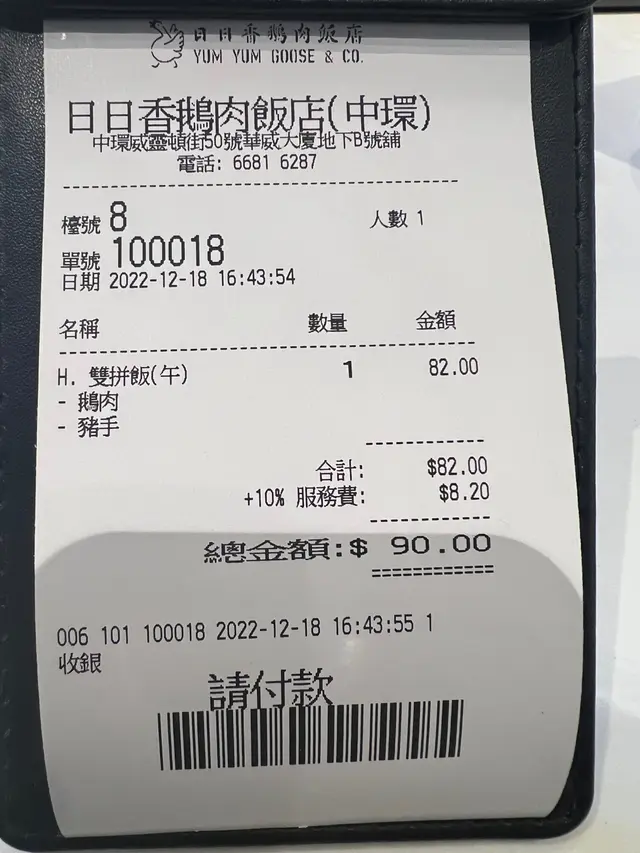 日日香鵝肉飯店
YUM YUM GOOSE & CO.
日日香鵝肉飯店(中環)
中環威靈頓街50號華威大廈地下B號舖
電話: 6681 6287
檯號 8 人數 1
單號 100018
日期 2022-12-18 16:43:54
名稱 數量 金額
H. 雙拼飯(午) 1 82.00
- 鵝肉
- 豬手
合計: $82.00
+10% 服務費: $8.20
總金額:$ 90.00
006 101 100018 2022-12-18 16:43:55 1
收銀
請付款